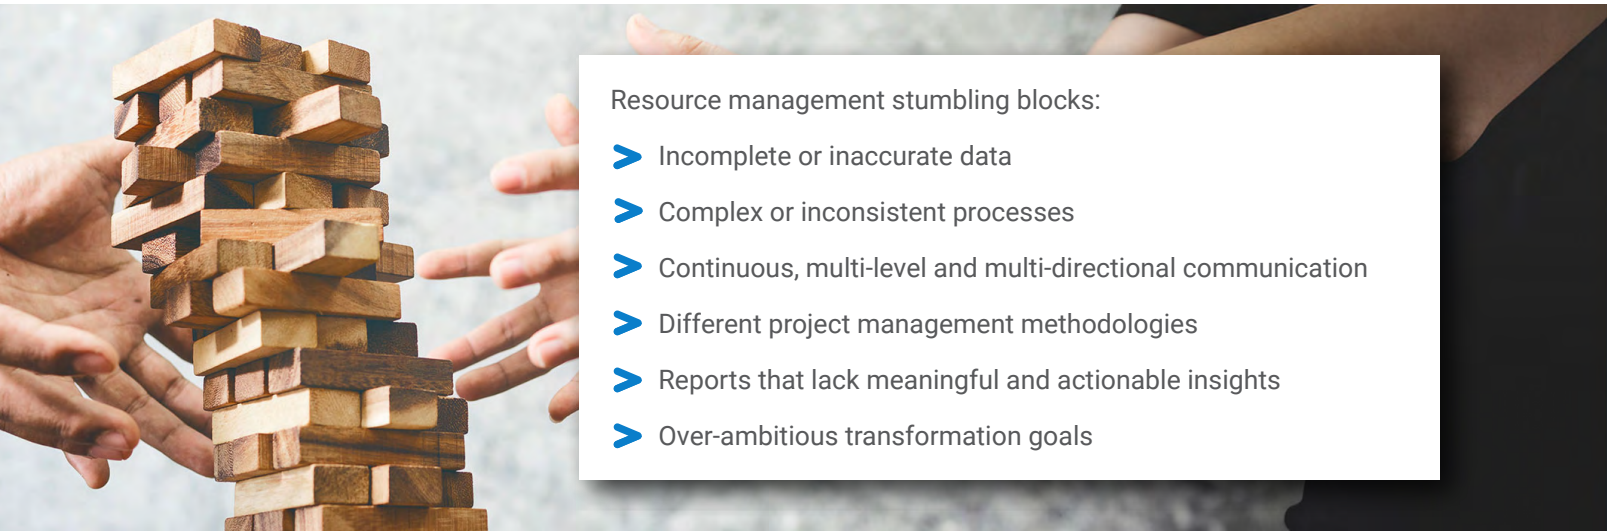 Resource management stumbling blocks:
Incomplete or inaccurate data
Complex or inconsistent processes
Continuous, multi-level and multi-directional communication
Different project management methodologies
Reports that lack meaningful and actionable insights
Over-ambitious transformation goals